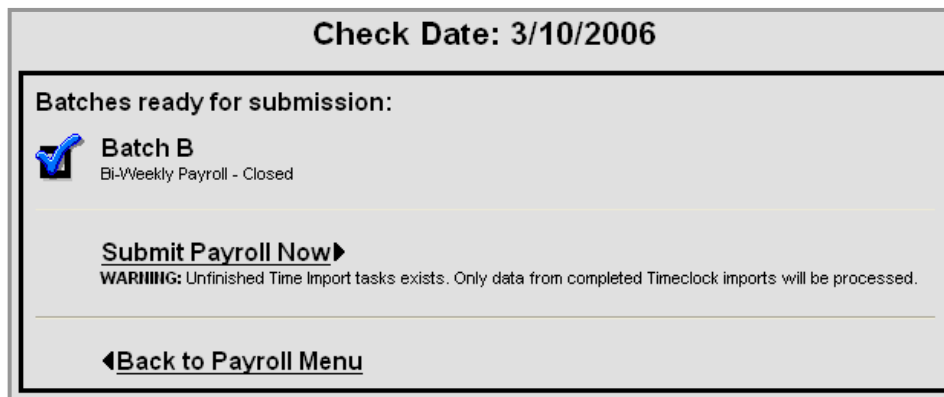 Check Date: 3/10/2006
Batches ready for submission:
Batch B
Bi-Weekly Payroll - Closed
Submit Payroll Now
WARNING: Unfinished Time Import tasks exists. Only data from completed Timeclock imports will be processed.
Back to Payroll Menu